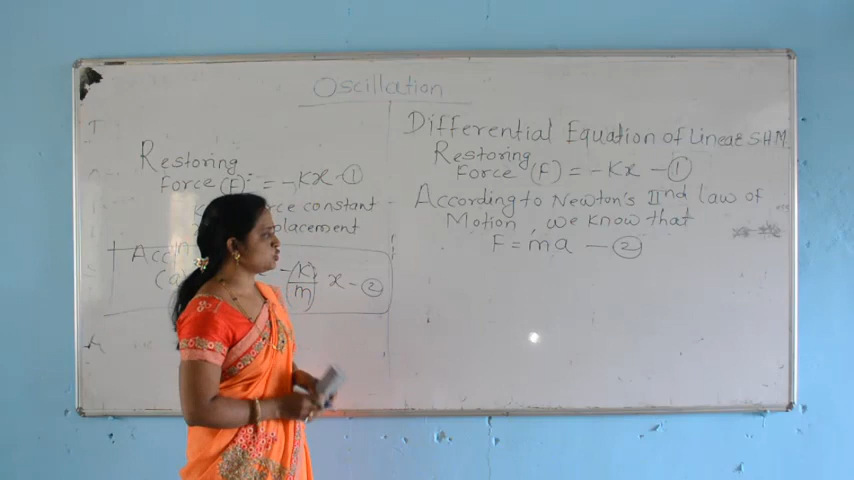 Oscillation
Restoring
force (F) = -Kx - ①
force constant
displacement
Accn
-(K/m) x - ②
Differential Equation of Linear S.H.M.
Restoring
Force (F) = -Kx - ①
According to Newton's IInd law of
Motion, we know that
F = ma - ②